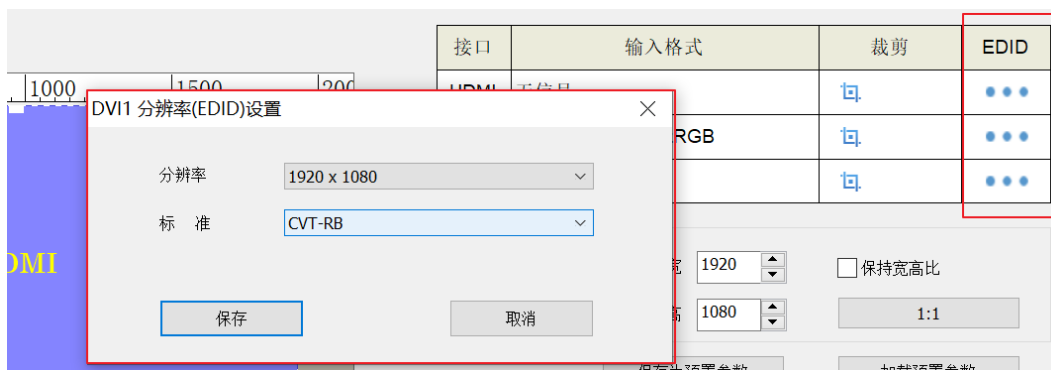 接口 输入格式 裁剪 EDID
1000 1500
DVI1 分辨率(EDID)设置
RGB
分辨率 1920 x 1080
标 准 CVT-RB
宽 1920 保持宽高比
高 1080 1:1
保存 取消